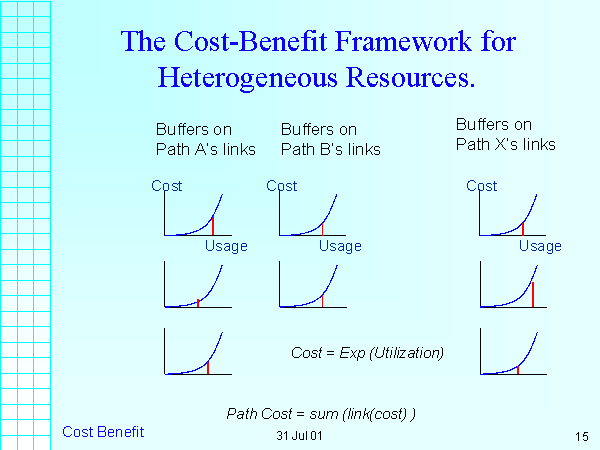 The Cost-Benefit Framework for
Heterogeneous Resources.
Buffers on
Path A's links
Buffers on
Path B's links
Buffers on
Path X's links
Cost
Cost
Cost
Usage
Usage
Usage
Cost = Exp (Utilization)
Path Cost = sum (link(cost) )
Cost Benefit
31 Jul 01
15